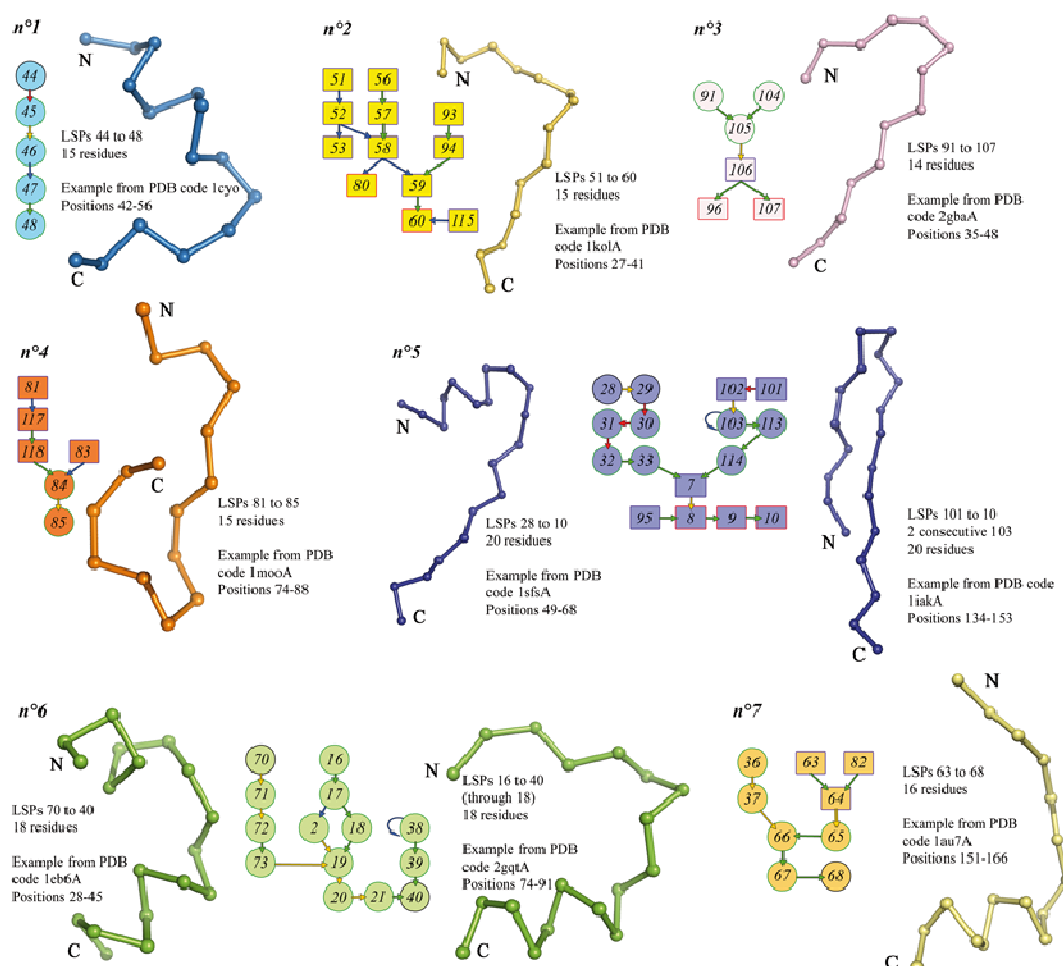 n°1
N
44
45
46
47
48
LSPs 44 to 48
15 residues
Example from PDB code 1cyo
Positions 42-56
C
n°2
N
51
56
52
57
93
53
58
94
80
59
60
115
LSPs 51 to 60
15 residues
Example from PDB
code 1kolA
Positions 27-41
C
n°3
N
91
104
105
106
96
107
LSPs 91 to 107
14 residues
Example from PDB
code 2gbaA
Positions 35-48
C
n°4
N
81
117
118
83
84
85
C
LSPs 81 to 85
15 residues
Example from PDB
code 1mooA
Positions 74-88
n°5
N
LSPs 28 to 10
20 residues
Example from PDB
code 1sfsA
Positions 49-68
C
28
29
102
101
31
30
103
113
32
33
114
7
95
8
9
10
N
LSPs 101 to 10
2 consecutive 103
20 residues
Example from PDB code
1iakA
Positions 134-153
C
n°6
N
LSPs 70 to 40
18 residues
Example from PDB
code 1eb6A
Positions 28-45
C
70
16
71
17
72
2
18
38
73
19
39
20
21
40
N
LSPs 16 to 40
(through 18)
18 residues
Example from PDB
code 2gqtA
Positions 74-91
C
n°7
N
36
63
82
37
64
66
65
67
68
LSPs 63 to 68
16 residues
Example from PDB
code 1au7A
Positions 151-166
C